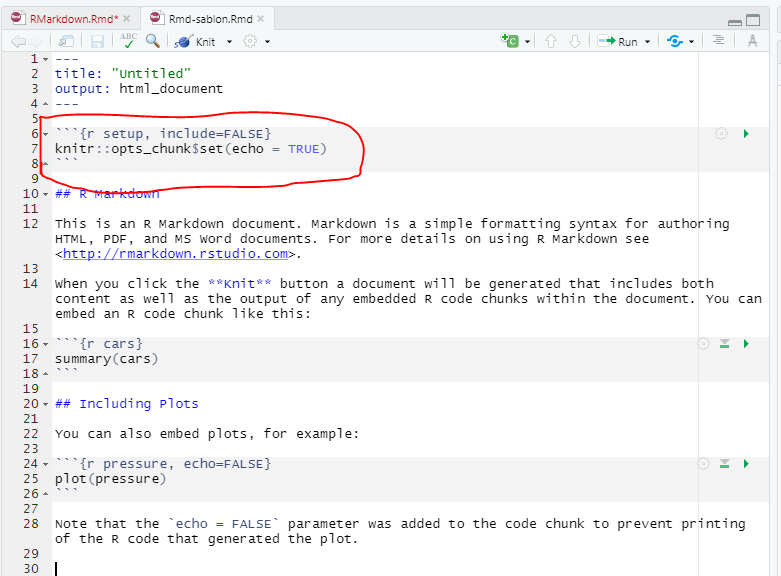 RMarkdown.Rmd* Rmd-sablon.Rmd
ABC Knit Run
1 ---
2 title: "Untitled"
3 output: html_document
4 ---
5
6 ```{r setup, include=FALSE}
7 knitr::opts_chunk$set(echo = TRUE)
8 ```
9
10 ## R Markdown
11
12 This is an R Markdown document. Markdown is a simple formatting syntax for authoring
HTML, PDF, and MS Word documents. For more details on using R Markdown see
<http://rmarkdown.rstudio.com>.
13
14 When you click the **Knit** button a document will be generated that includes both
content as well as the output of any embedded R code chunks within the document. You can
embed an R code chunk like this:
15
16 ```{r cars}
17 summary(cars)
18 ```
19
20 ## Including Plots
21
22 You can also embed plots, for example:
23
24 ```{r pressure, echo=FALSE}
25 plot(pressure)
26 ```
27
28 Note that the `echo = FALSE` parameter was added to the code chunk to prevent printing
of the R code that generated the plot.
29
30